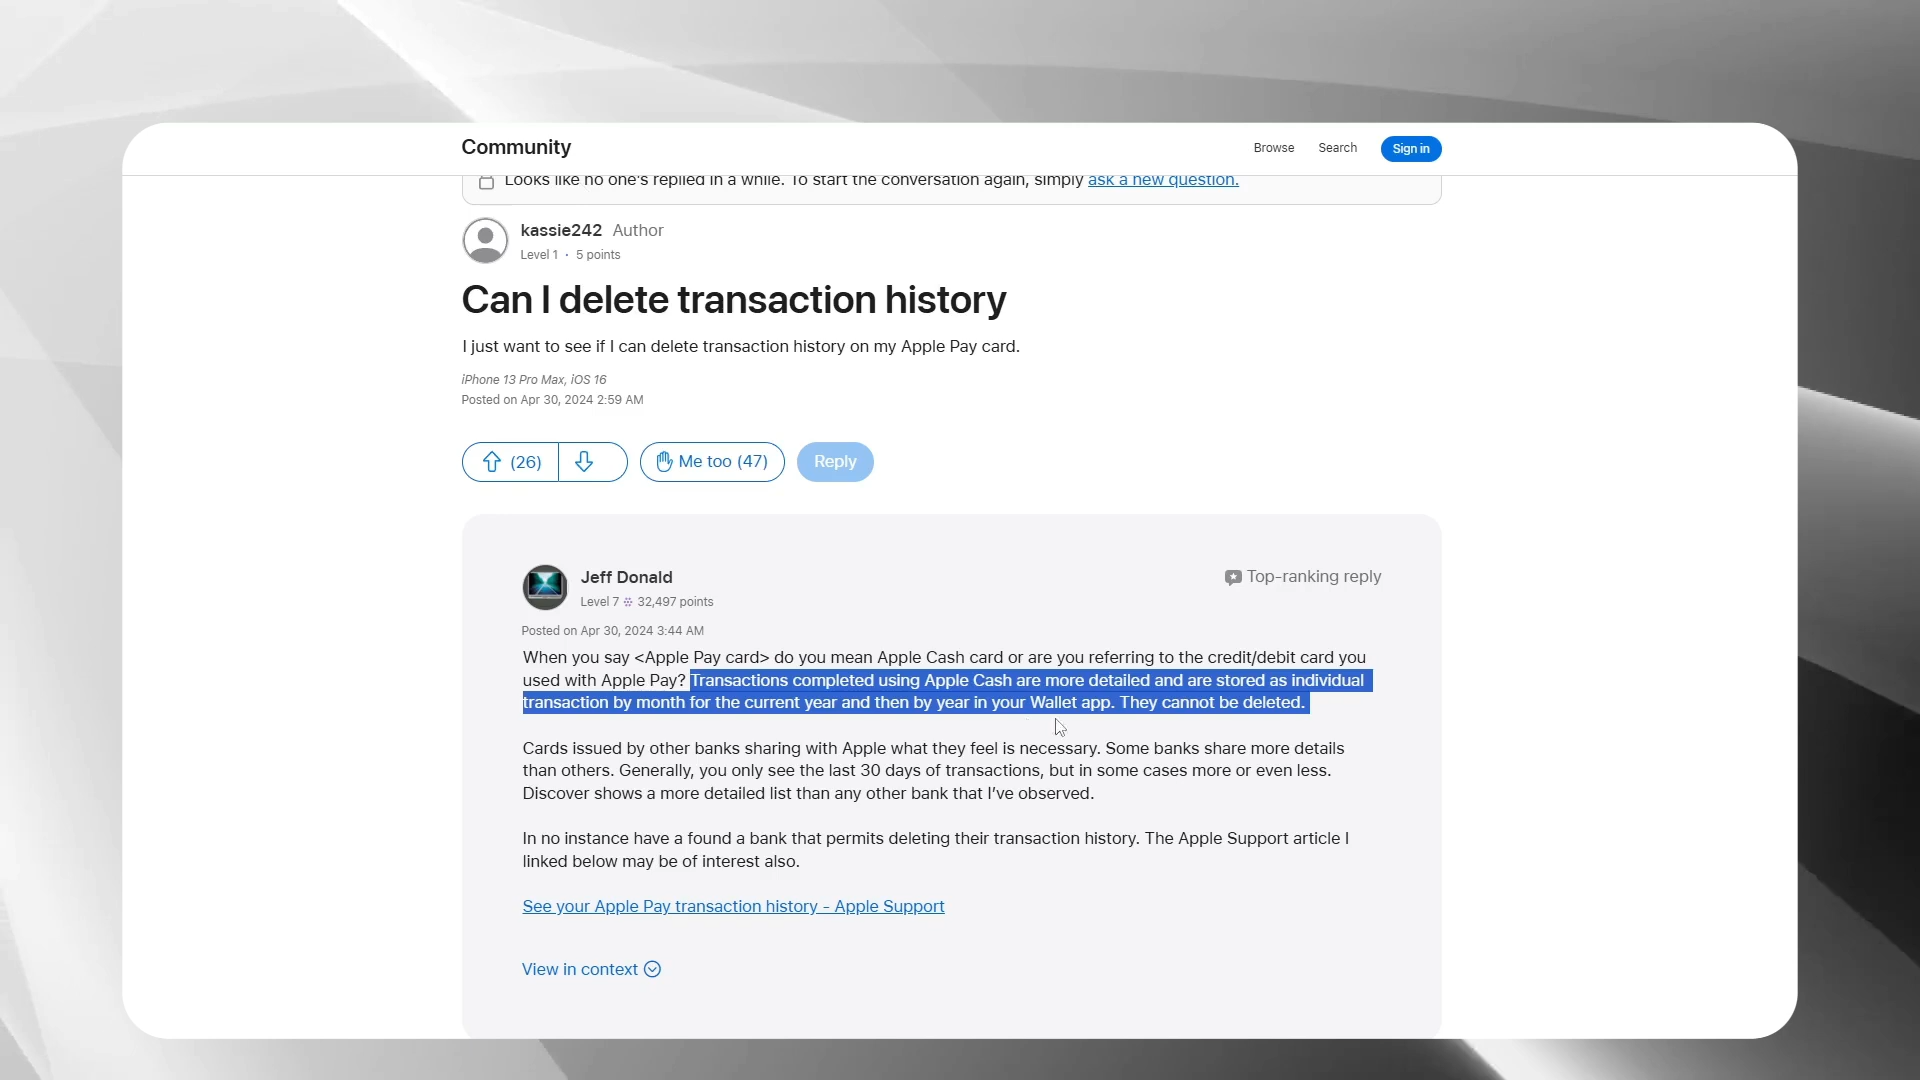 Community
Browse
Search
Sign in
Looks like no one's replied in a while. To start the conversation again, simply ask a new question.
kassie242 Author
Level 1 · 5 points
Can I delete transaction history
I just want to see if I can delete transaction history on my Apple Pay card.
iPhone 13 Pro Max, iOS 16
Posted on Apr 30, 2024 2:59 AM
(26)
Me too (47)
Reply
Jeff Donald
Top-ranking reply
Level 7 32,497 points
Posted on Apr 30, 2024 3:44 AM
When you say <Apple Pay card> do you mean Apple Cash card or are you referring to the credit/debit card you
used with Apple Pay? Transactions completed using Apple Cash are more detailed and are stored as individual
transaction by month for the current year and then by year in your Wallet app. They cannot be deleted.
Cards issued by other banks sharing with Apple what they feel is necessary. Some banks share more details
than others. Generally, you only see the last 30 days of transactions, but in some cases more or even less.
Discover shows a more detailed list than any other bank that I've observed.
In no instance have a found a bank that permits deleting their transaction history. The Apple Support article I
linked below may be of interest also.
See your Apple Pay transaction history - Apple Support
View in context